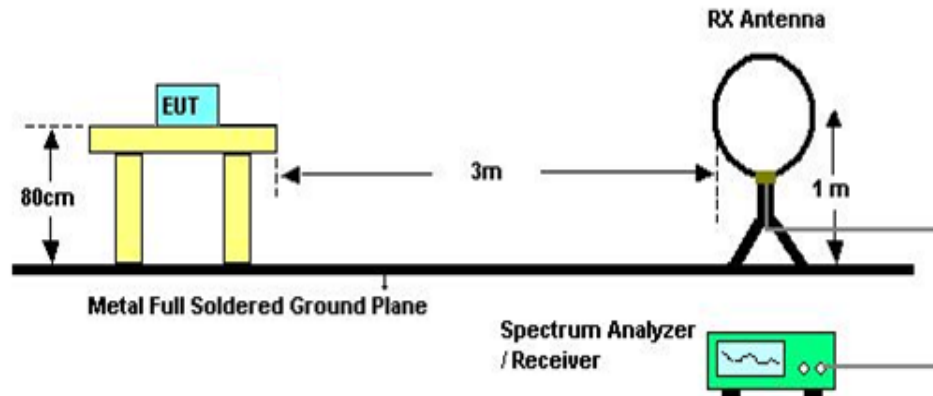 RX Antenna
EUT
3m
80cm
1 m
Metal Full Soldered Ground Plane
Spectrum Analyzer
/ Receiver